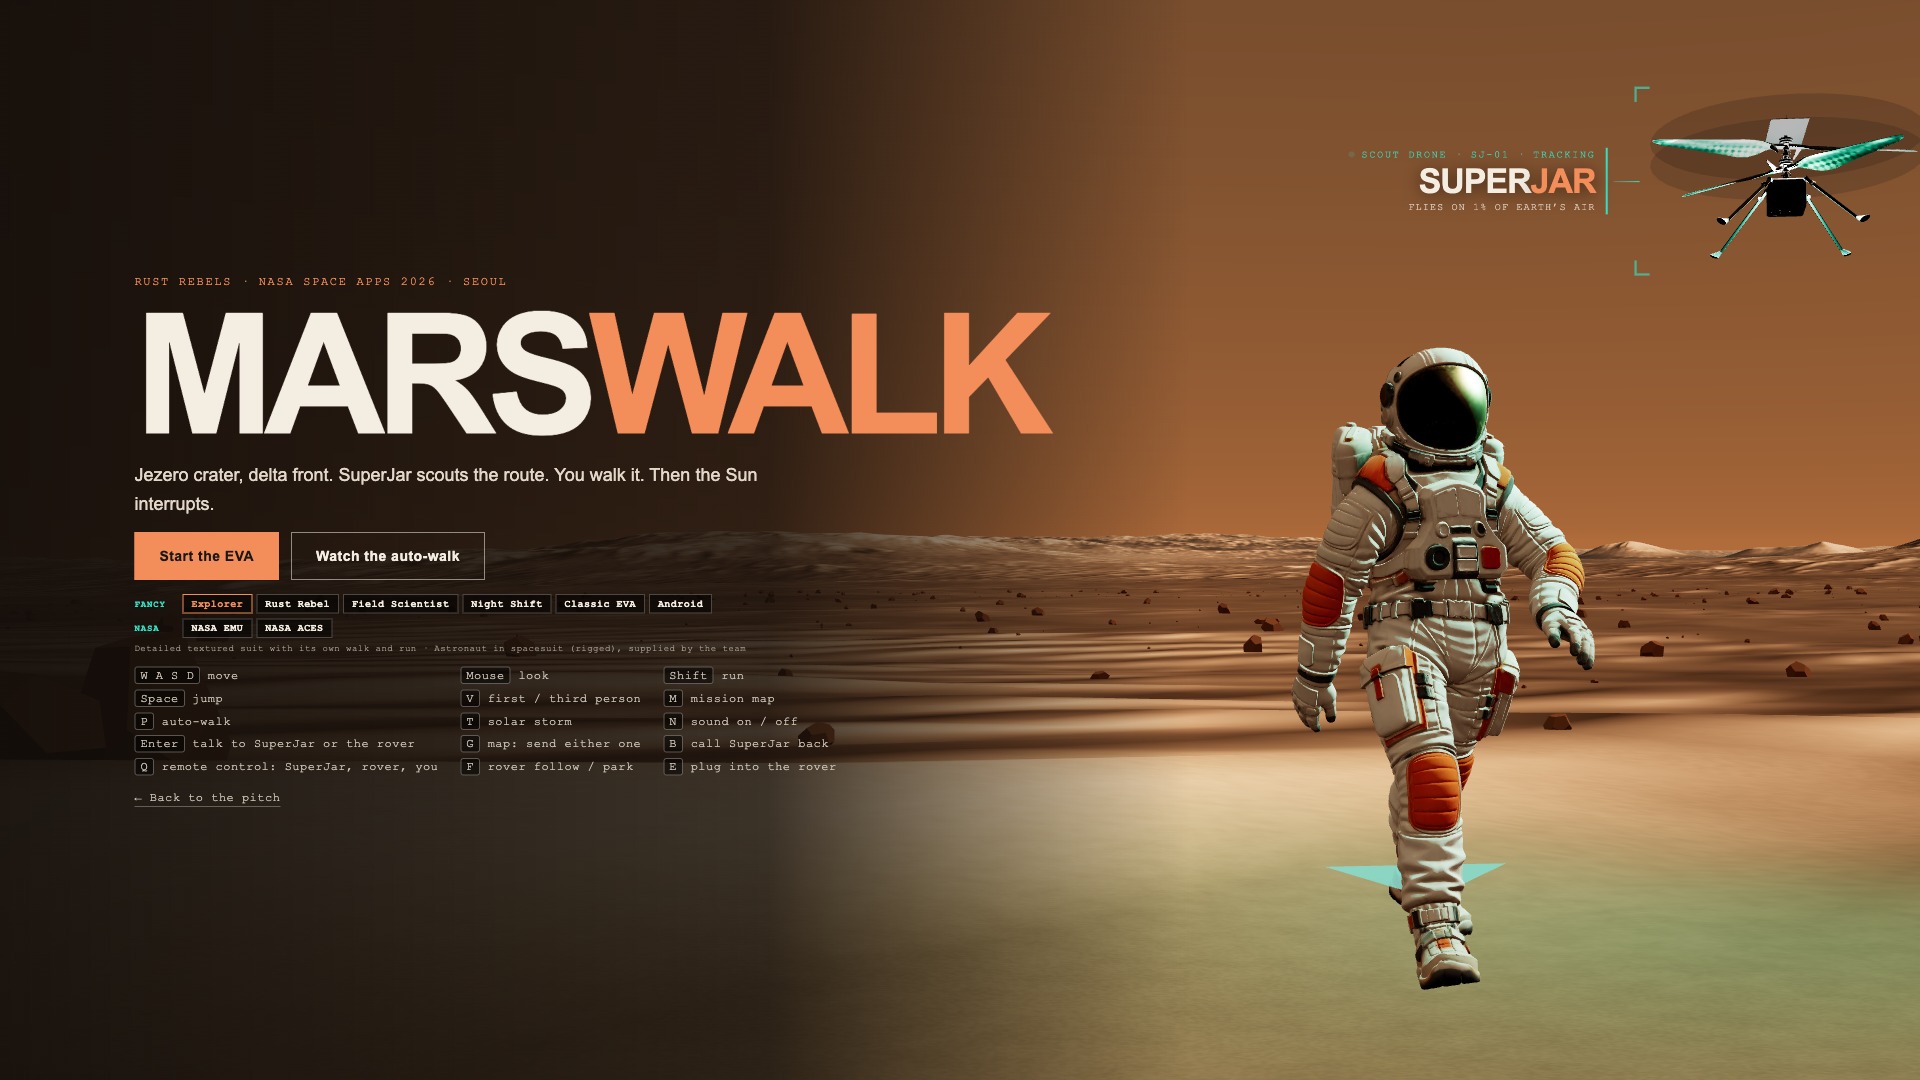 SCOUT DRONE · SJ-01 · TRACKING
SUPERJAR
FLIES ON 1% OF EARTH'S AIR
RUST REBELS · NASA SPACE APPS 2026 · SEOUL
MARSWALK
Jezero crater, delta front. SuperJar scouts the route. You walk it. Then the Sun
interrupts.
Start the EVA Watch the auto-walk
FANCY Explorer Rust Rebel Field Scientist Night Shift Classic EVA Android
NASA NASA EMU NASA ACES
Detailed textured suit with its own walk and run · Astronaut in spacesuit (rigged), supplied by the team
W A S D move Mouse look Shift run
Space jump V first / third person M mission map
P auto-walk T solar storm N sound on / off
Enter talk to SuperJar or the rover G map: send either one B call SuperJar back
Q remote control: SuperJar, rover, you F rover follow / park E plug into the rover
← Back to the pitch